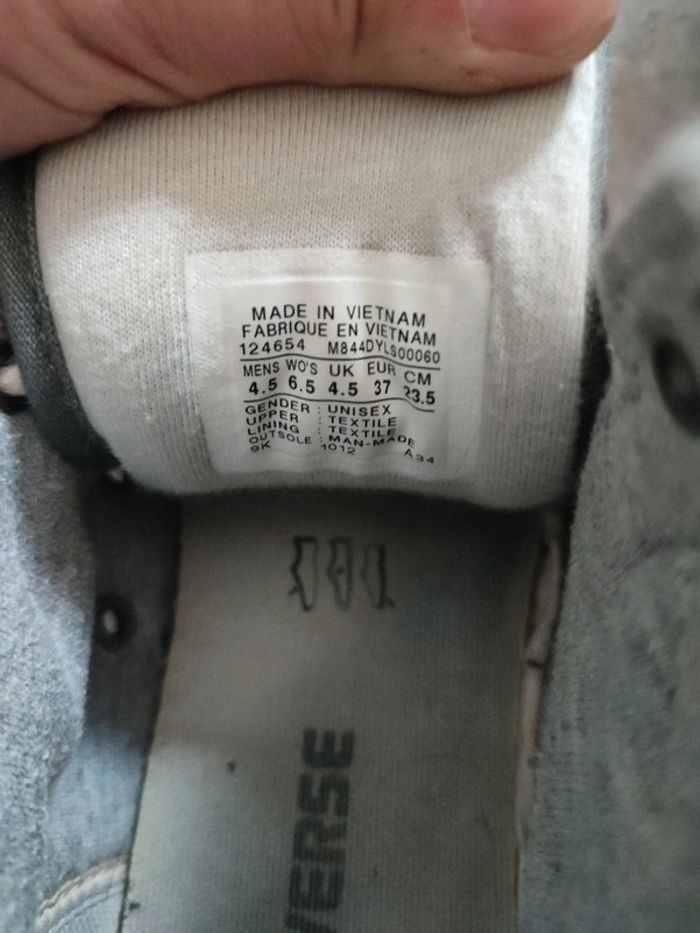 MADE IN VIETNAM
FABRIQUE EN VIETNAM
124654 M844DYLS00060
MENS WO'S UK EUR CM
4.5 6.5 4.5 37 23.5
GENDER : UNISEX
UPPER : TEXTILE
LINING : TEXTILE
OUTSOLE : MAN-MADE
9K 1012 A34
VERSE